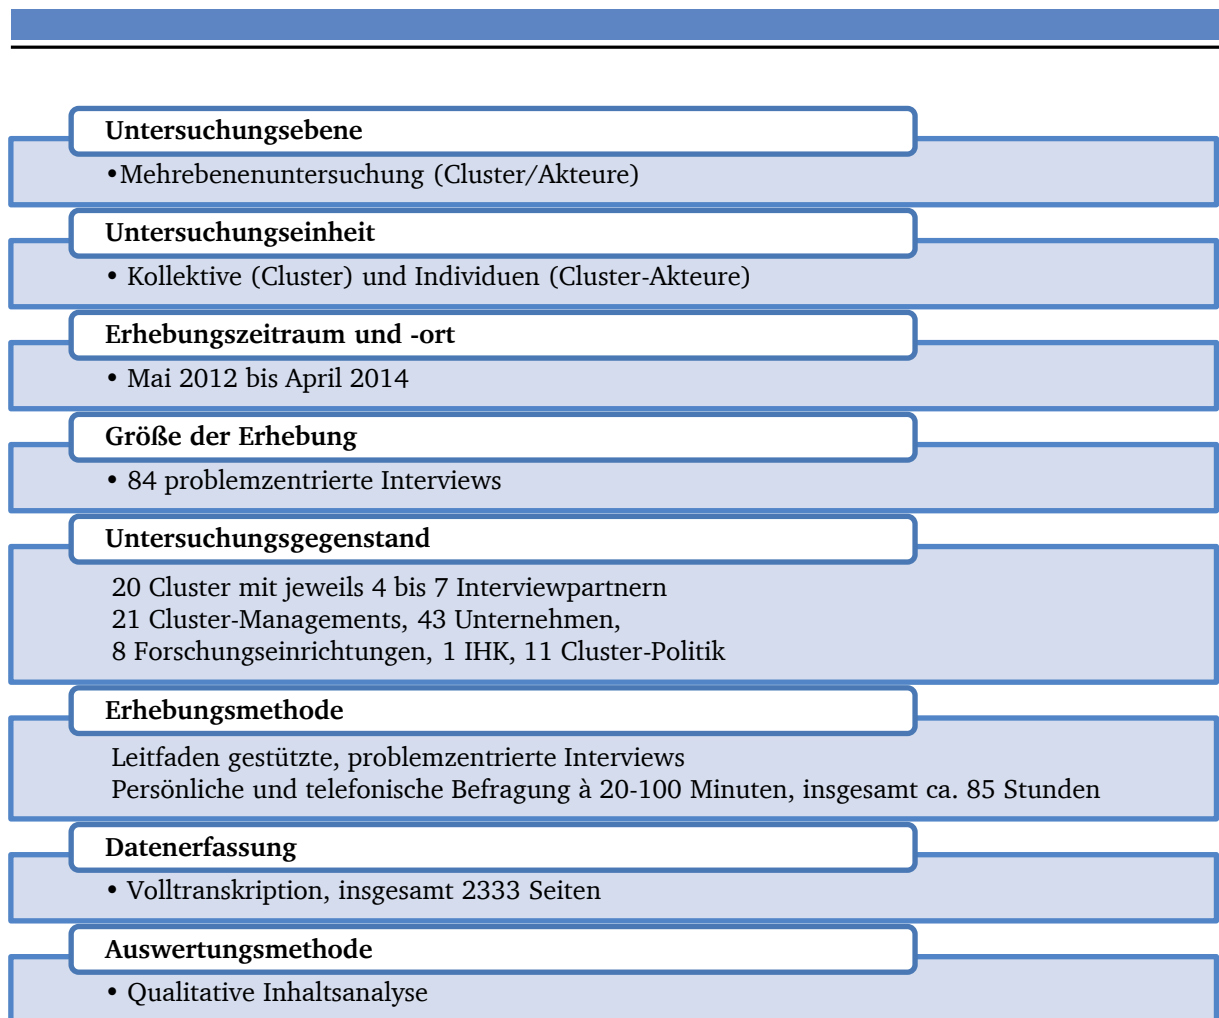 Untersuchungsebene
•Mehrebenenuntersuchung (Cluster/Akteure)
Untersuchungseinheit
• Kollektive (Cluster) und Individuen (Cluster-Akteure)
Erhebungszeitraum und -ort
• Mai 2012 bis April 2014
Größe der Erhebung
• 84 problemzentrierte Interviews
Untersuchungsgegenstand
20 Cluster mit jeweils 4 bis 7 Interviewpartnern
21 Cluster-Managements, 43 Unternehmen,
8 Forschungseinrichtungen, 1 IHK, 11 Cluster-Politik
Erhebungsmethode
Leitfaden gestützte, problemzentrierte Interviews
Persönliche und telefonische Befragung à 20-100 Minuten, insgesamt ca. 85 Stunden
Datenerfassung
• Volltranskription, insgesamt 2333 Seiten
Auswertungsmethode
• Qualitative Inhaltsanalyse